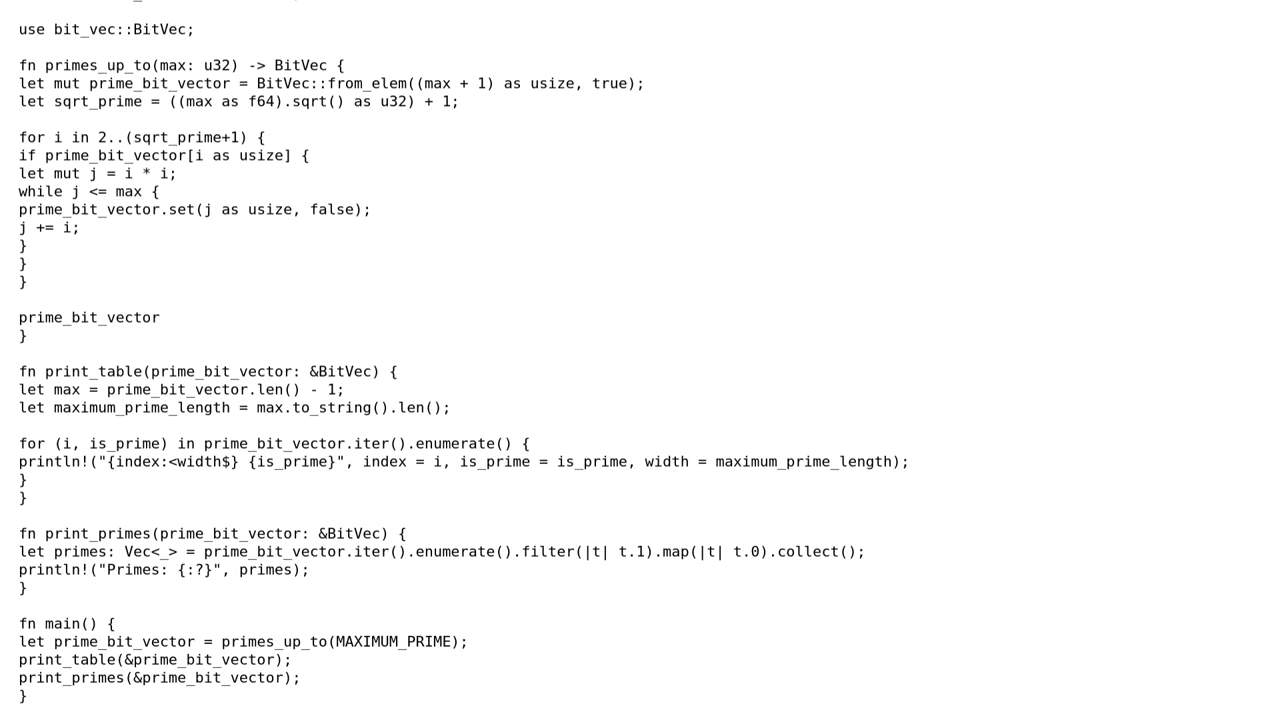 use bit_vec::BitVec;

fn primes_up_to(max: u32) -> BitVec {
let mut prime_bit_vector = BitVec::from_elem((max + 1) as usize, true);
let sqrt_prime = ((max as f64).sqrt() as u32) + 1;

for i in 2..(sqrt_prime+1) {
if prime_bit_vector[i as usize] {
let mut j = i * i;
while j <= max {
prime_bit_vector.set(j as usize, false);
j += i;
}
}
}

prime_bit_vector
}

fn print_table(prime_bit_vector: &BitVec) {
let max = prime_bit_vector.len() - 1;
let maximum_prime_length = max.to_string().len();

for (i, is_prime) in prime_bit_vector.iter().enumerate() {
println!("{index:<width$} {is_prime}", index = i, is_prime = is_prime, width = maximum_prime_length);
}
}

fn print_primes(prime_bit_vector: &BitVec) {
let primes: Vec<_> = prime_bit_vector.iter().enumerate().filter(|t| t.1).map(|t| t.0).collect();
println!("Primes: {:?}", primes);
}

fn main() {
let prime_bit_vector = primes_up_to(MAXIMUM_PRIME);
print_table(&prime_bit_vector);
print_primes(&prime_bit_vector);
}